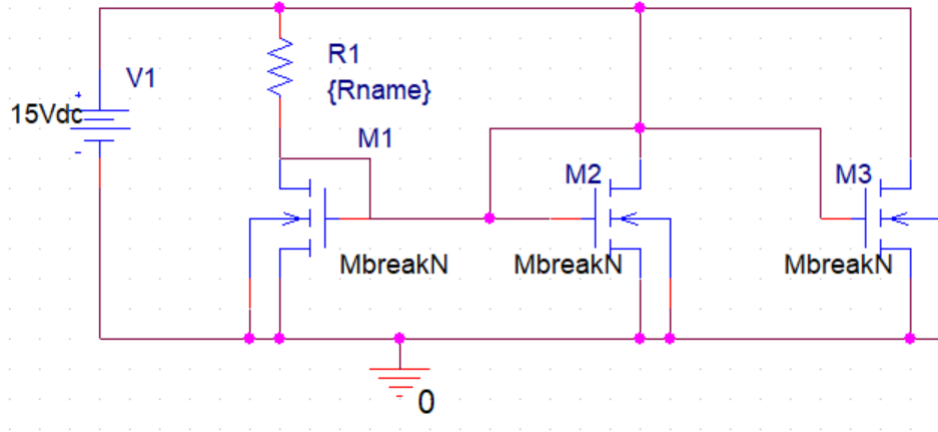 V1
15Vdc
+
-
R1
{Rname}
M1
MbreakN
M2
MbreakN
M3
MbreakN
0